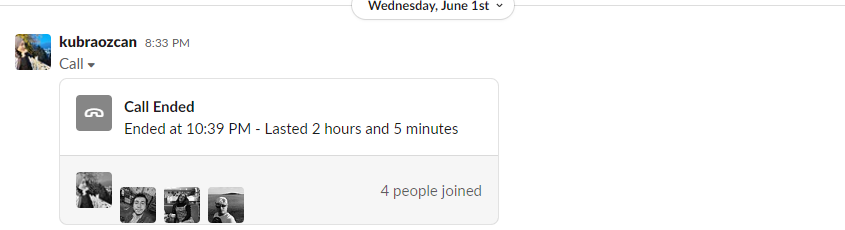 Wednesday, June 1st
kubraozcan 8:33 PM
Call
Call Ended
Ended at 10:39 PM - Lasted 2 hours and 5 minutes
4 people joined